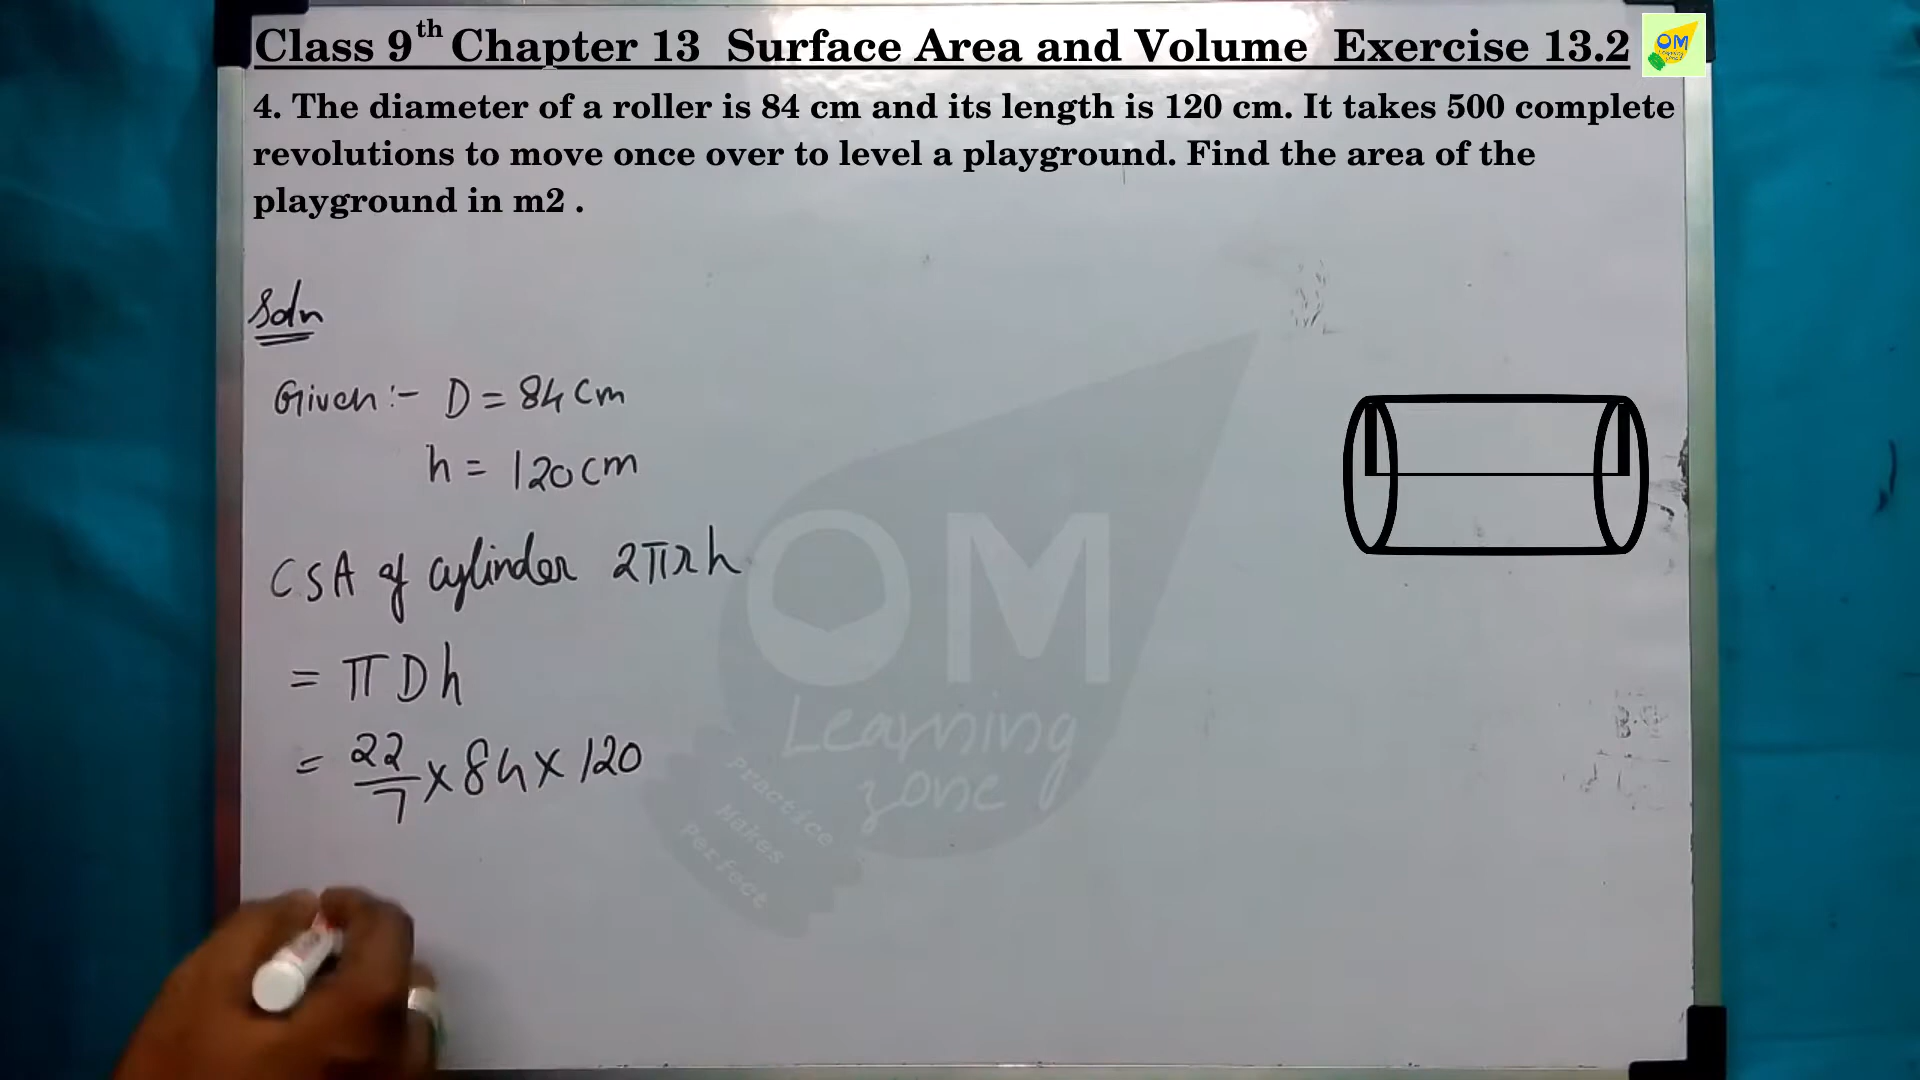 Class 9th Chapter 13 Surface Area and Volume Exercise 13.2
OM
4. The diameter of a roller is 84 cm and its length is 120 cm. It takes 500 complete
revolutions to move once over to level a playground. Find the area of the
playground in m2 .
Soln
Given :- D = 84 cm
h = 120 cm
CSA of cylinder 2πrh
= πDh
= 22/7 × 84 × 120
OM
Learning
zone
Practice
Makes
Perfect